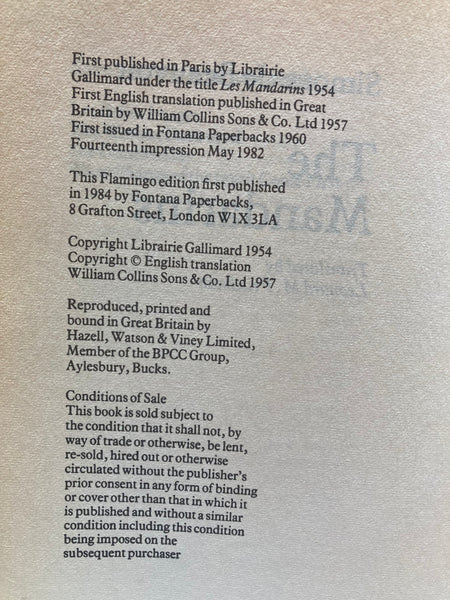 First published in Paris by Librairie
Gallimard under the title Les Mandarins 1954
First English translation published in Great
Britain by William Collins Sons & Co. Ltd 1957
First issued in Fontana Paperbacks 1960
Fourteenth impression May 1982
This Flamingo edition first published
in 1984 by Fontana Paperbacks,
8 Grafton Street, London W1X 3LA
Copyright Librairie Gallimard 1954
Copyright © English translation
William Collins Sons & Co. Ltd 1957
Reproduced, printed and
bound in Great Britain by
Hazell, Watson & Viney Limited,
Member of the BPCC Group,
Aylesbury, Bucks.
Conditions of Sale
This book is sold subject to
the condition that it shall not, by
way of trade or otherwise, be lent,
re-sold, hired out or otherwise
circulated without the publisher's
prior consent in any form of binding
or cover other than that in which it
is published and without a similar
condition including this condition
being imposed on the
subsequent purchaser